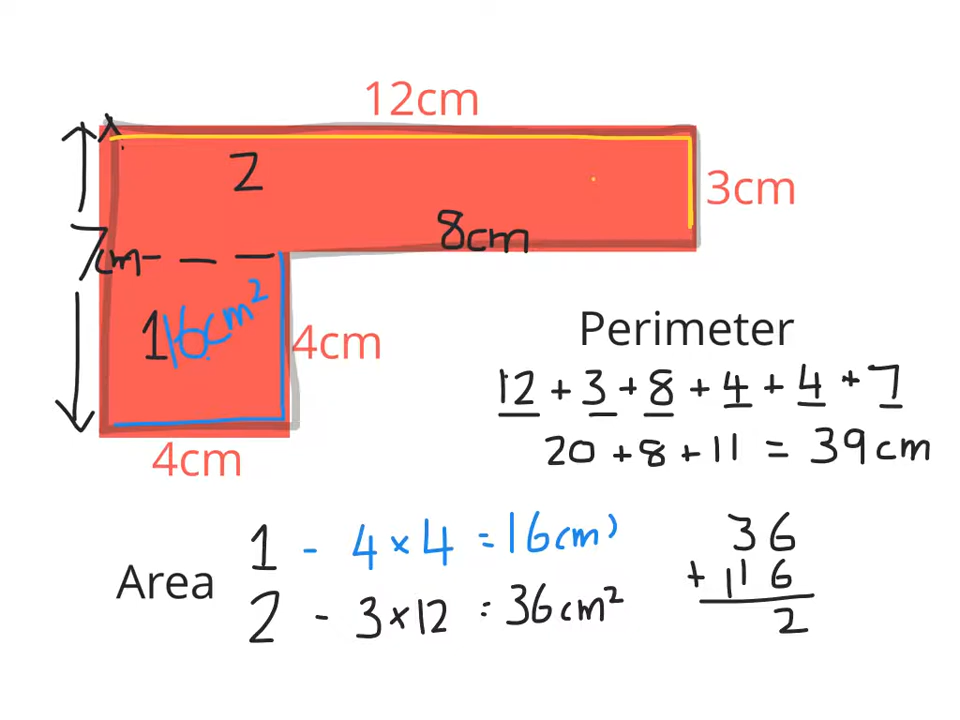 12cm
2
3cm
7cm
8cm
1 16cm²
4cm
4cm
Perimeter
12 + 3 + 8 + 4 + 4 + 7
20 + 8 + 11 = 39cm
Area
1 - 4 × 4 = 16cm²
2 - 3 × 12 = 36cm²
36
+ 116
2